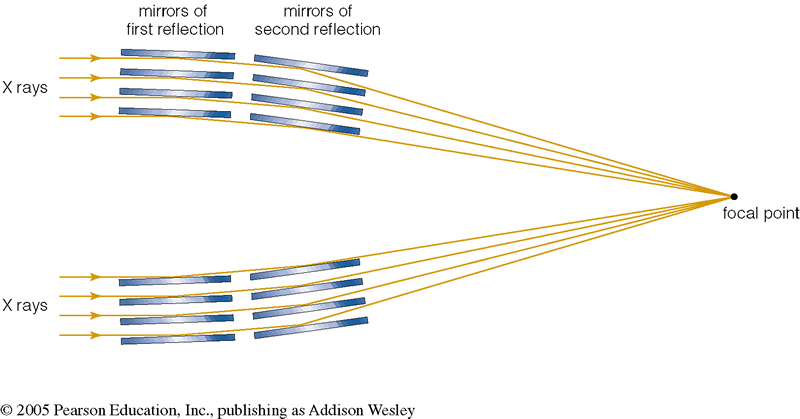 mirrors of
first reflection
mirrors of
second reflection
X rays
focal point
X rays
© 2005 Pearson Education, Inc., publishing as Addison Wesley